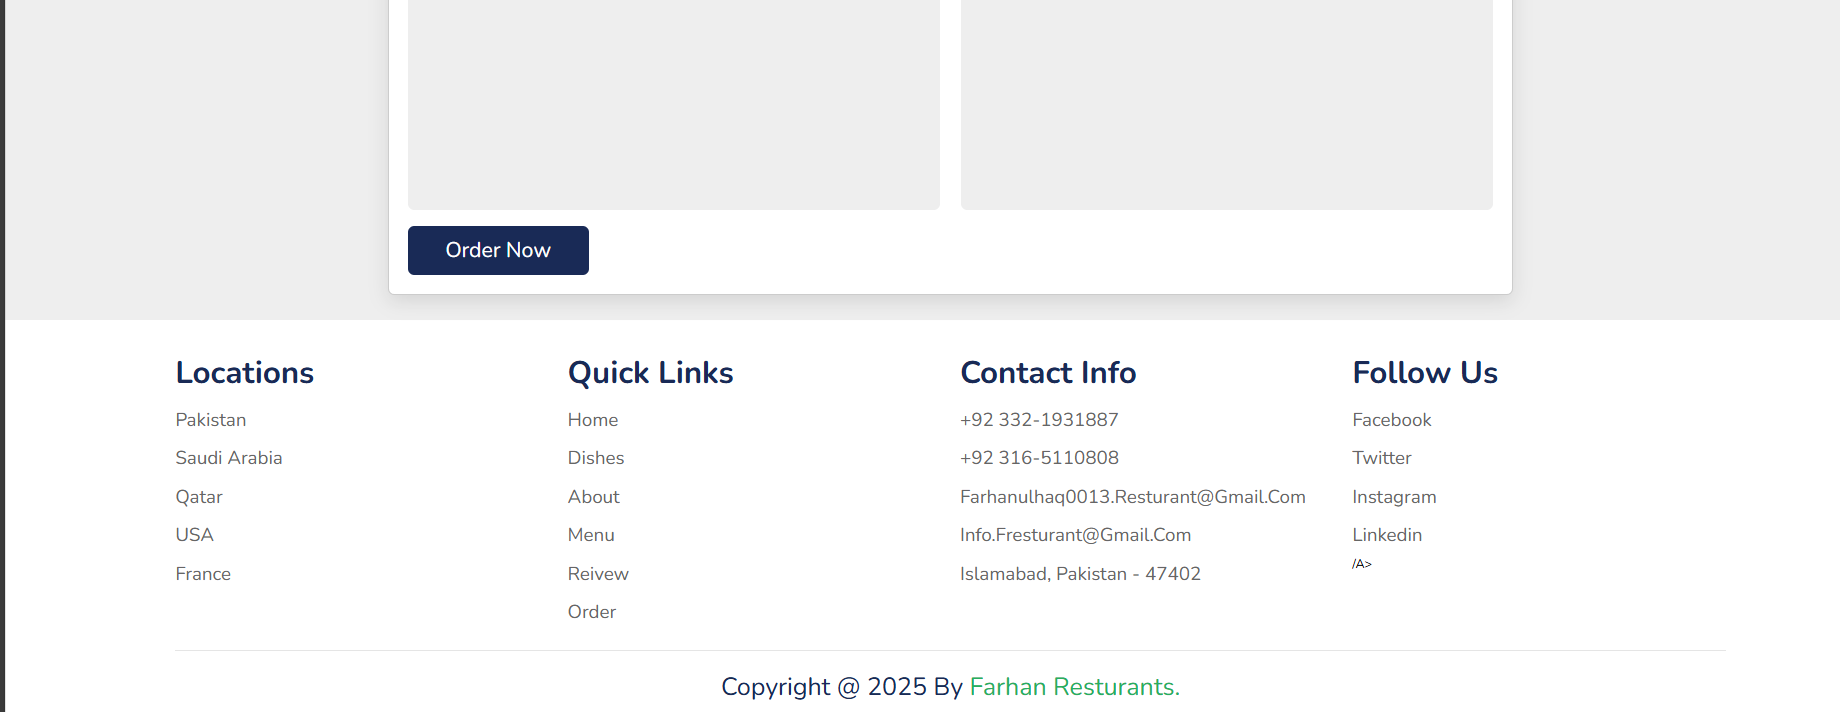 Order Now
Locations
Pakistan
Saudi Arabia
Qatar
USA
France
Quick Links
Home
Dishes
About
Menu
Reivew
Order
Contact Info
+92 332-1931887
+92 316-5110808
Farhanulhaq0013.Resturant@Gmail.Com
Info.Fresturant@Gmail.Com
Islamabad, Pakistan - 47402
Follow Us
Facebook
Twitter
Instagram
Linkedin
/A>
Copyright @ 2025 By Farhan Resturants.